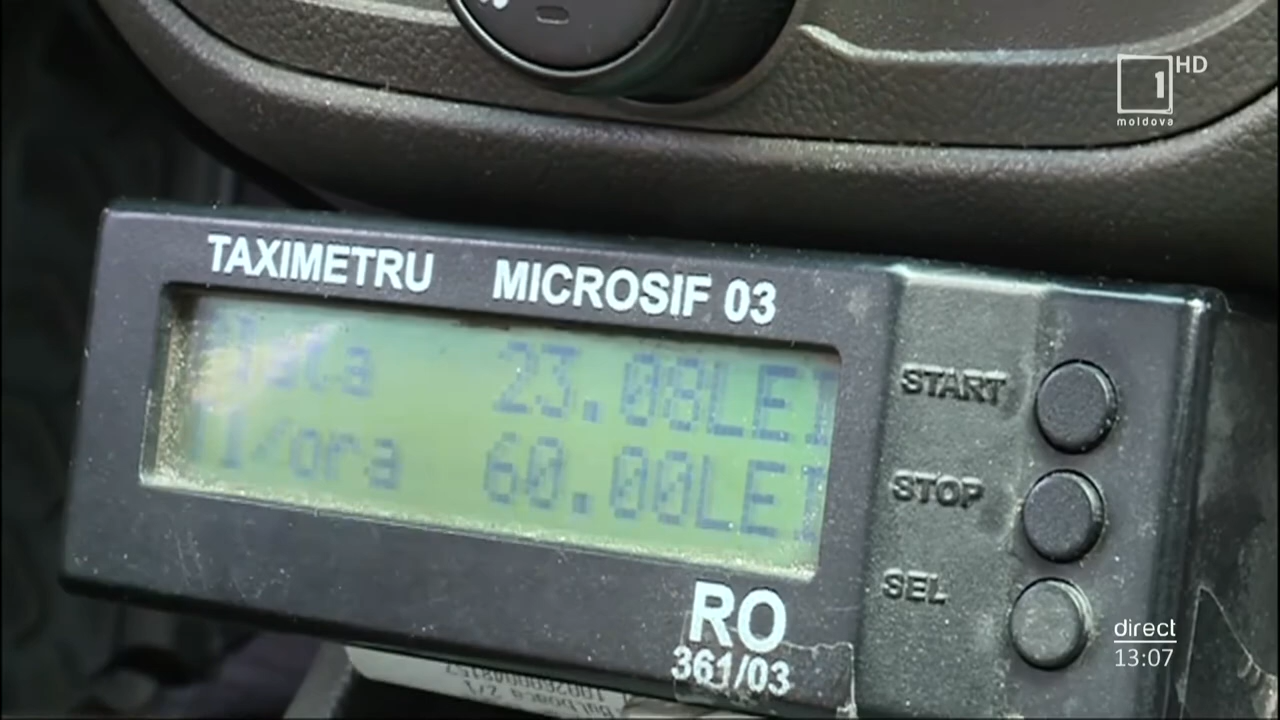 1 HD
moldova
TAXIMETRU MICROSIF 03
23.08LEI
/ora 60.00LEI
START
STOP
SEL
RO
361/03
direct
13:07